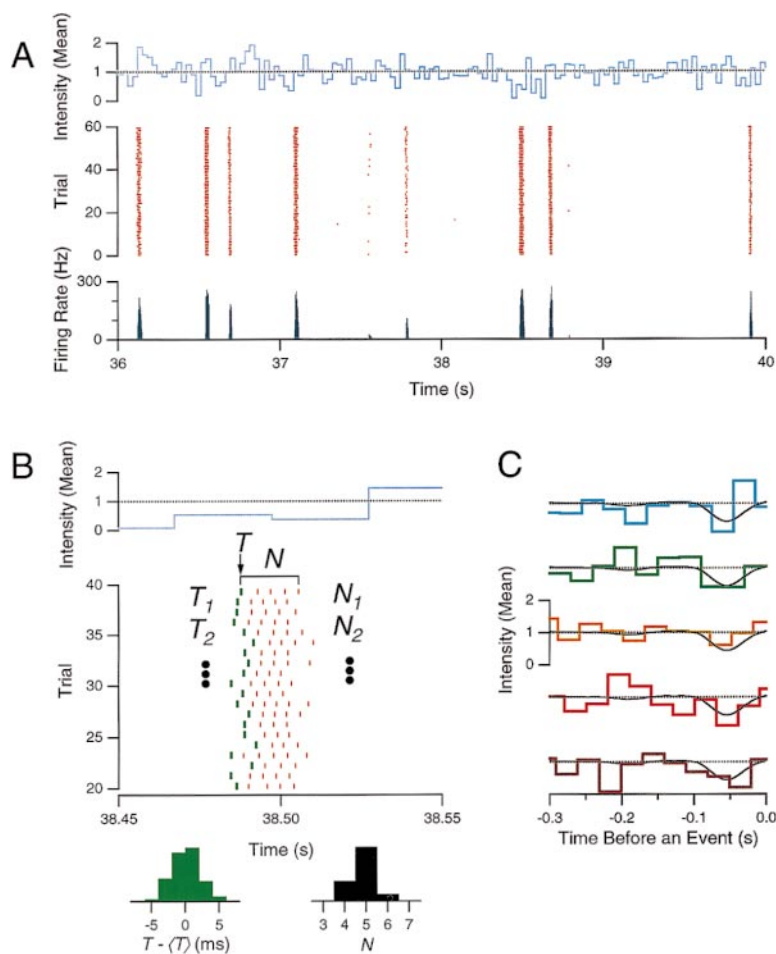 A
Intensity (Mean)
2
1
0
Trial
60
40
20
0
Firing Rate (Hz)
300
0
36
37
38
39
40
Time (s)
B
Intensity (Mean)
2
1
0
T
N
T1
T2
N1
N2
Trial
40
35
30
25
20
38.45
38.50
38.55
Time (s)
-5 0 5
T - ⟨T⟩ (ms)
3 4 5 6 7
N
C
Intensity (Mean)
2
1
0
-0.3 -0.2 -0.1 0.0
Time Before an Event (s)